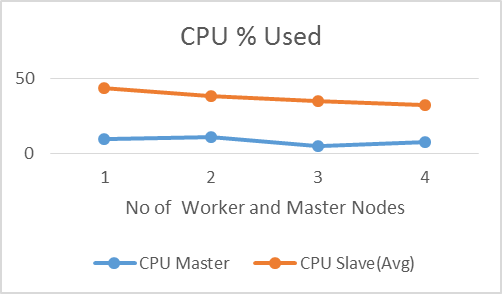 CPU % Used
50
0
1 2 3 4
No of Worker and Master Nodes
CPU Master CPU Slave(Avg)